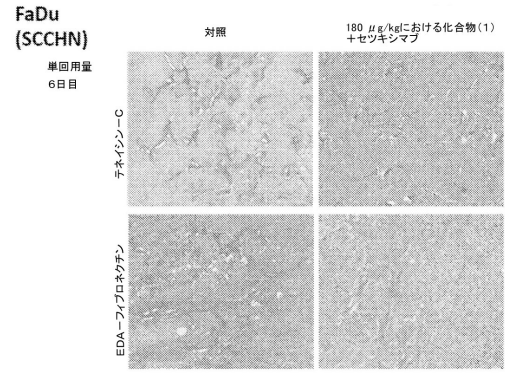 FaDu
(SCCHN)
単回用量
6日目
対照
180 μg/kgにおける化合物(1)
+セツキシマブ
テネイシン-C
EDA-フィブロネクチン